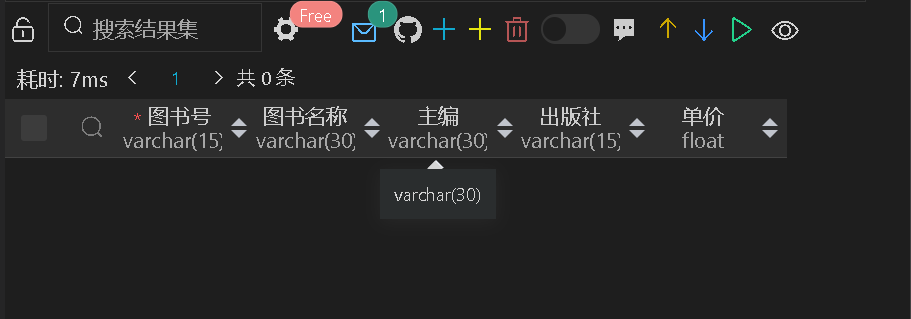 搜索结果集 Free 1
耗时: 7ms 1 共 0 条
* 图书号 图书名称 主编 出版社 单价
varchar(15) varchar(30) varchar(30) varchar(15) float
varchar(30)